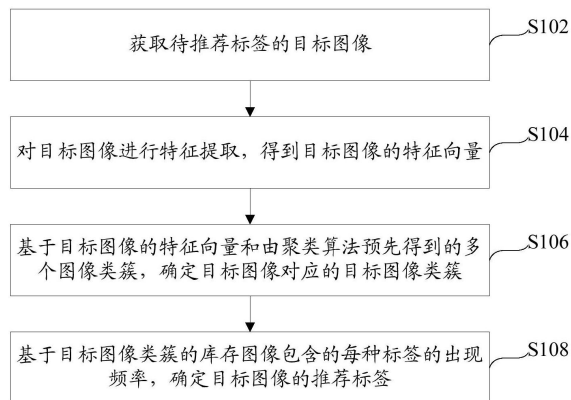 获取待推荐标签的目标图像
S102
对目标图像进行特征提取，得到目标图像的特征向量
S104
基于目标图像的特征向量和由聚类算法预先得到的多
个图像类簇，确定目标图像对应的目标图像类簇
S106
基于目标图像类簇的库存图像包含的每种标签的出现
频率，确定目标图像的推荐标签
S108